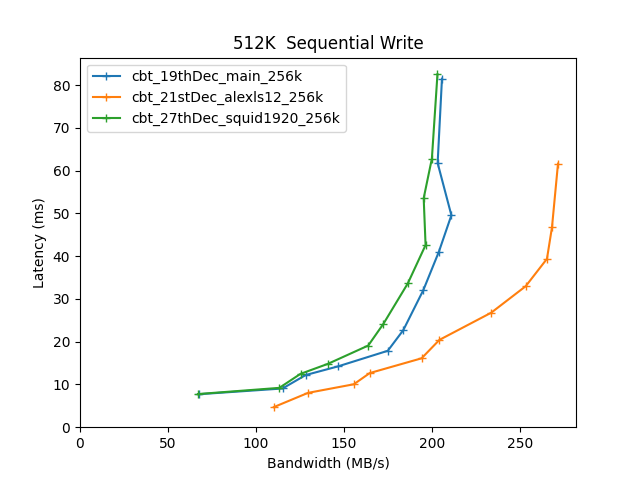 512K  Sequential Write
cbt_19thDec_main_256k
cbt_21stDec_alexls12_256k
cbt_27thDec_squid1920_256k
80
70
60
50
40
30
20
10
0
Latency (ms)
0 50 100 150 200 250
Bandwidth (MB/s)